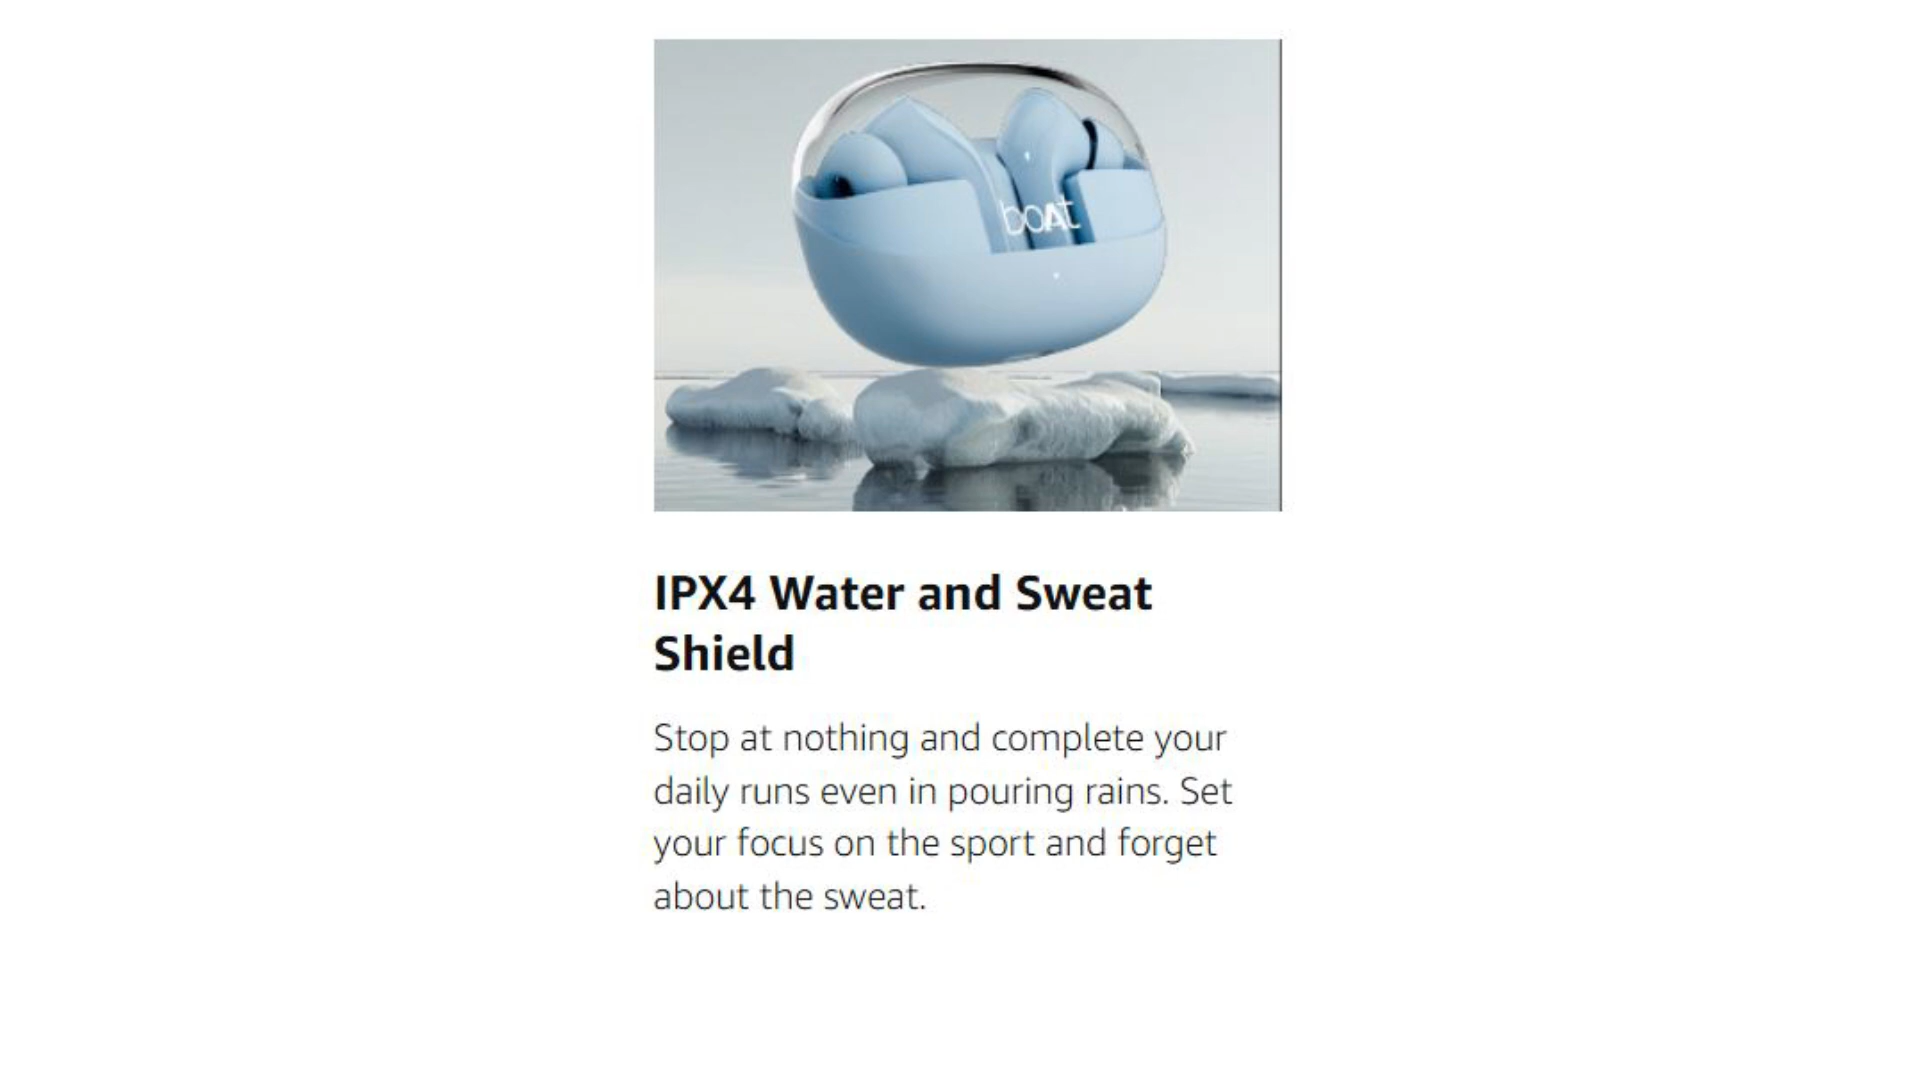 boAt
IPX4 Water and Sweat
Shield
Stop at nothing and complete your
daily runs even in pouring rains. Set
your focus on the sport and forget
about the sweat.